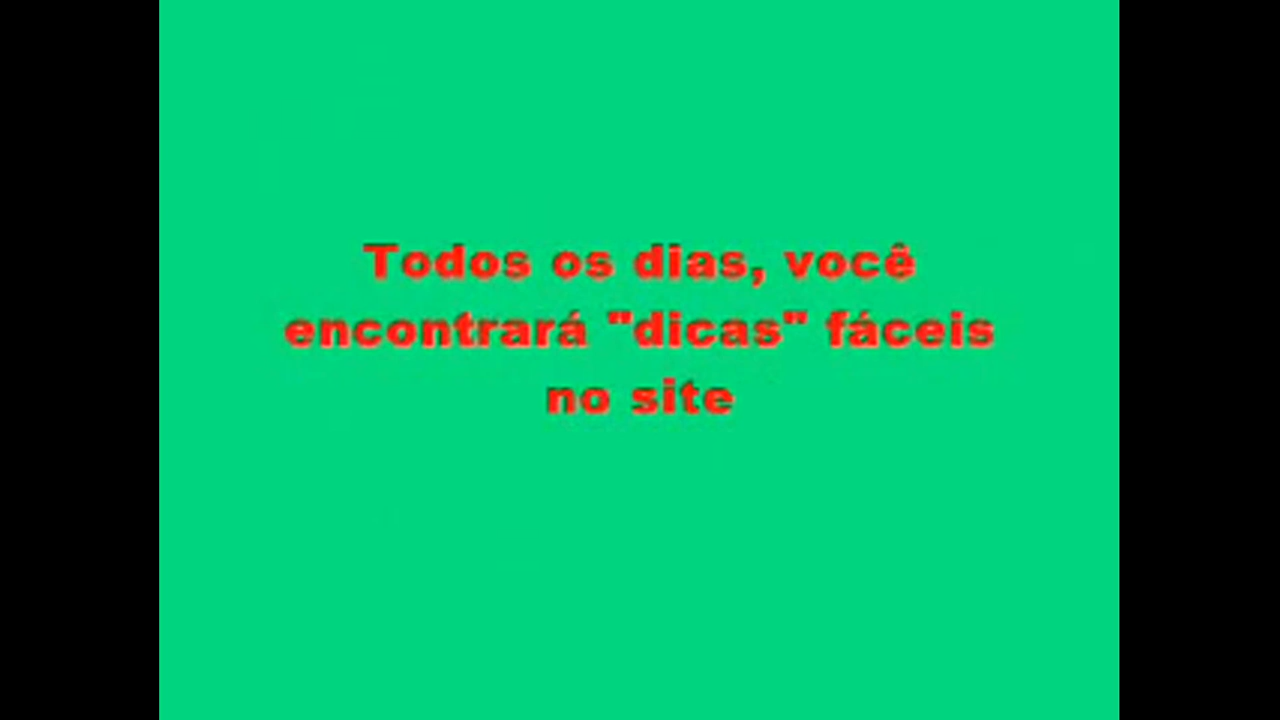 Todos os dias, você
encontrará "dicas" fáceis
no site